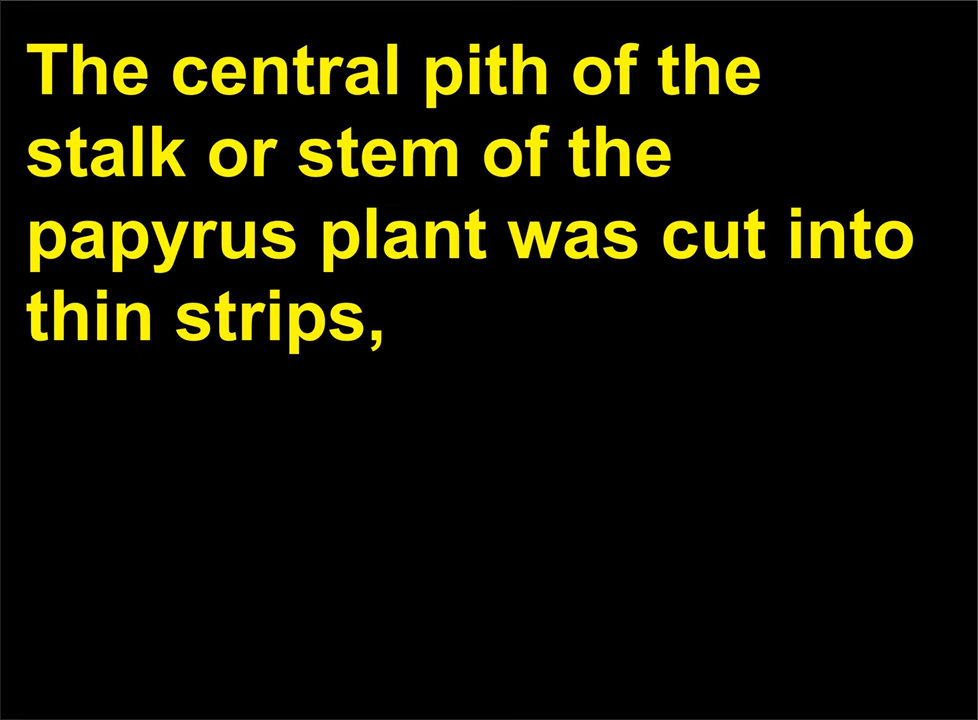 The central pith of the
stalk or stem of the
papyrus plant was cut into
thin strips,